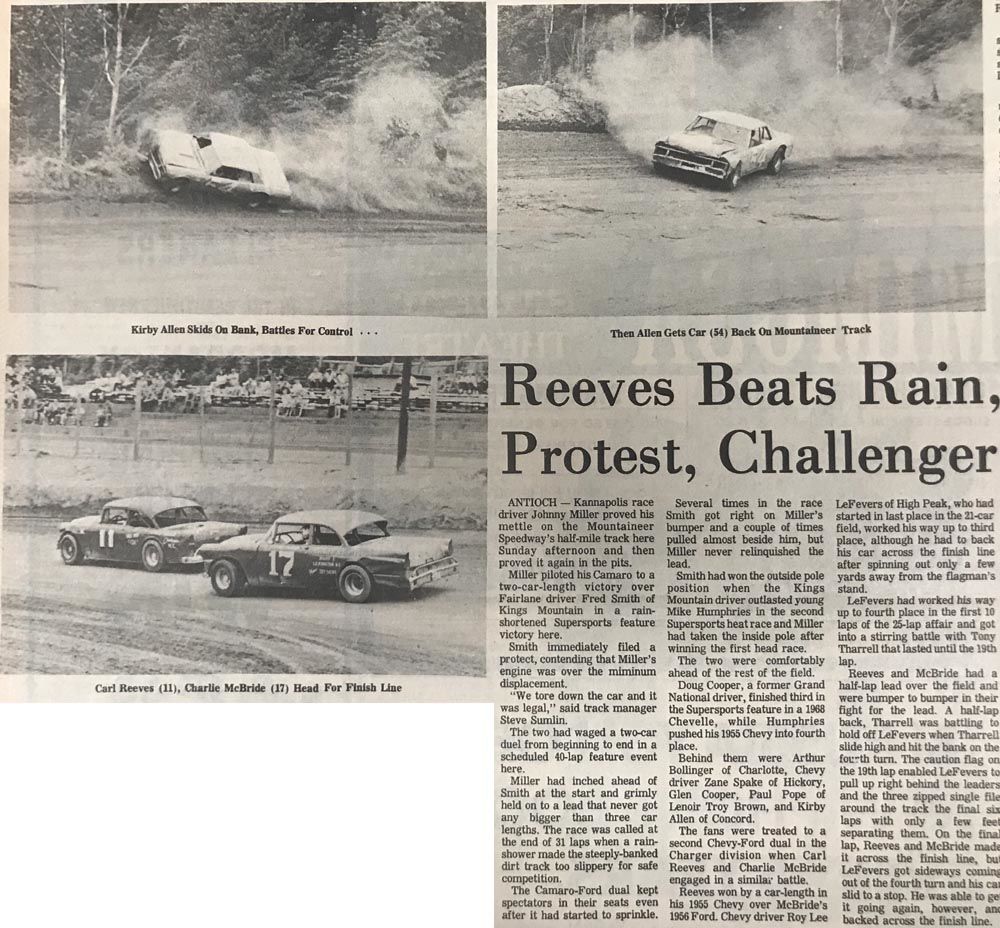 Kirby Allen Skids On Bank, Battles For Control . . .
Then Allen Gets Car (54) Back On Mountaineer Track
11
17
Carl Reeves (11), Charlie McBride (17) Head For Finish Line
Reeves Beats Rain,
Protest, Challenger
ANTIOCH — Kannapolis race
driver Johnny Miller proved his
mettle on the Mountaineer
Speedway's half-mile track here
Sunday afternoon and then
proved it again in the pits.
Miller piloted his Camaro to a
two-car-length victory over
Fairlane driver Fred Smith of
Kings Mountain in a rain-
shortened Supersports feature
victory here.
Smith immediately filed a
protect, contending that Miller's
engine was over the miminum
displacement.
"We tore down the car and it
was legal," said track manager
Steve Sumlin.
The two had waged a two-car
duel from beginning to end in a
scheduled 40-lap feature event
here.
Miller had inched ahead of
Smith at the start and grimly
held on to a lead that never got
any bigger than three car
lengths. The race was called at
the end of 31 laps when a rain-
shower made the steeply-banked
dirt track too slippery for safe
competition.
The Camaro-Ford dual kept
spectators in their seats even
after it had started to sprinkle.
Several times in the race
Smith got right on Miller's
bumper and a couple of times
pulled almost beside him, but
Miller never relinquished the
lead.
Smith had won the outside pole
position when the Kings
Mountain driver outlasted young
Mike Humphries in the second
Supersports heat race and Miller
had taken the inside pole after
winning the first head race.
The two were comfortably
ahead of the rest of the field.
Doug Cooper, a former Grand
National driver, finished third in
the Supersports feature in a 1968
Chevelle, while Humphries
pushed his 1955 Chevy into fourth
place.
Behind them were Arthur
Bollinger of Charlotte, Chevy
driver Zane Spake of Hickory,
Glen Cooper, Paul Pope of
Lenoir Troy Brown, and Kirby
Allen of Concord.
The fans were treated to a
second Chevy-Ford dual in the
Charger division when Carl
Reeves and Charlie McBride
engaged in a similar battle.
Reeves won by a car-length in
his 1955 Chevy over McBride's
1956 Ford. Chevy driver Roy Lee
LeFevers of High Peak, who had
started in last place in the 21-car
field, worked his way up to third
place, although he had to back
his car across the finish line
after spinning out only a few
yards away from the flagman's
stand.
LeFevers had worked his way
up to fourth place in the first 10
laps of the 25-lap affair and got
into a stirring battle with Tony
Tharrell that lasted until the 19th
lap.
Reeves and McBride had a
half-lap lead over the field and
were bumper to bumper in their
fight for the lead. A half-lap
back, Tharrell was battling to
hold off LeFevers when Tharrell
slide high and hit the bank on the
fourth turn. The caution flag on
the 19th lap enabled LeFevers to
pull up right behind the leaders
and the three zipped single file
around the track the final six
laps with only a few feet
separating them. On the final
lap, Reeves and McBride made
it across the finish line, but
LeFevers got sideways coming
out of the fourth turn and his car
slid to a stop. He was able to get
it going again, however, and
backed across the finish line.